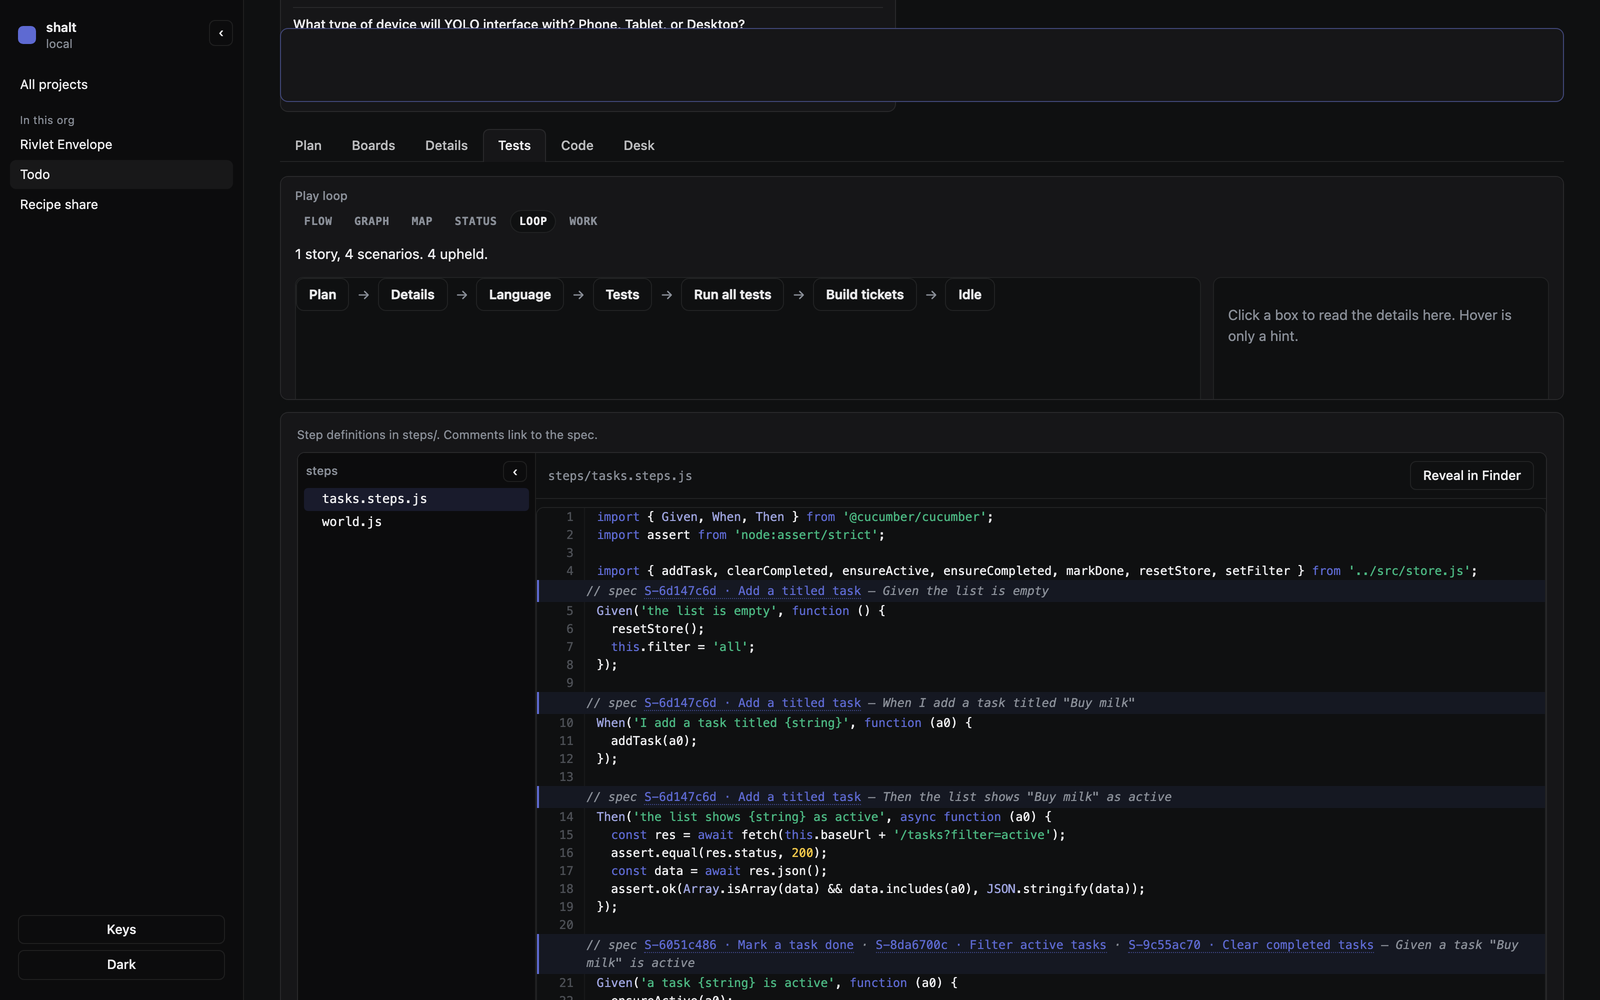 shalt
local
‹
All projects
In this org
Rivlet Envelope
Todo
Recipe share
Keys
Dark
What type of device will YOLO interface with? Phone, Tablet, or Desktop?
Plan Boards Details Tests Code Desk
Play loop
FLOW GRAPH MAP STATUS LOOP WORK
1 story, 4 scenarios. 4 upheld.
Plan → Details → Language → Tests → Run all tests → Build tickets → Idle
Click a box to read the details here. Hover is
only a hint.
Step definitions in steps/. Comments link to the spec.
steps ‹
tasks.steps.js
world.js
steps/tasks.steps.js
Reveal in Finder
1 import { Given, When, Then } from '@cucumber/cucumber';
2 import assert from 'node:assert/strict';
3
4 import { addTask, clearCompleted, ensureActive, ensureCompleted, markDone, resetStore, setFilter } from '../src/store.js';
// spec S-6d147c6d · Add a titled task — Given the list is empty
5 Given('the list is empty', function () {
6 resetStore();
7 this.filter = 'all';
8 });
9
// spec S-6d147c6d · Add a titled task — When I add a task titled "Buy milk"
10 When('I add a task titled {string}', function (a0) {
11 addTask(a0);
12 });
13
// spec S-6d147c6d · Add a titled task — Then the list shows "Buy milk" as active
14 Then('the list shows {string} as active', async function (a0) {
15 const res = await fetch(this.baseUrl + '/tasks?filter=active');
16 assert.equal(res.status, 200);
17 const data = await res.json();
18 assert.ok(Array.isArray(data) && data.includes(a0), JSON.stringify(data));
19 });
20
// spec S-6051c486 · Mark a task done · S-8da6700c · Filter active tasks · S-9c55ac70 · Clear completed tasks — Given a task "Buy
milk" is active
21 Given('a task {string} is active', function (a0) {
22 ensureActive(a0);